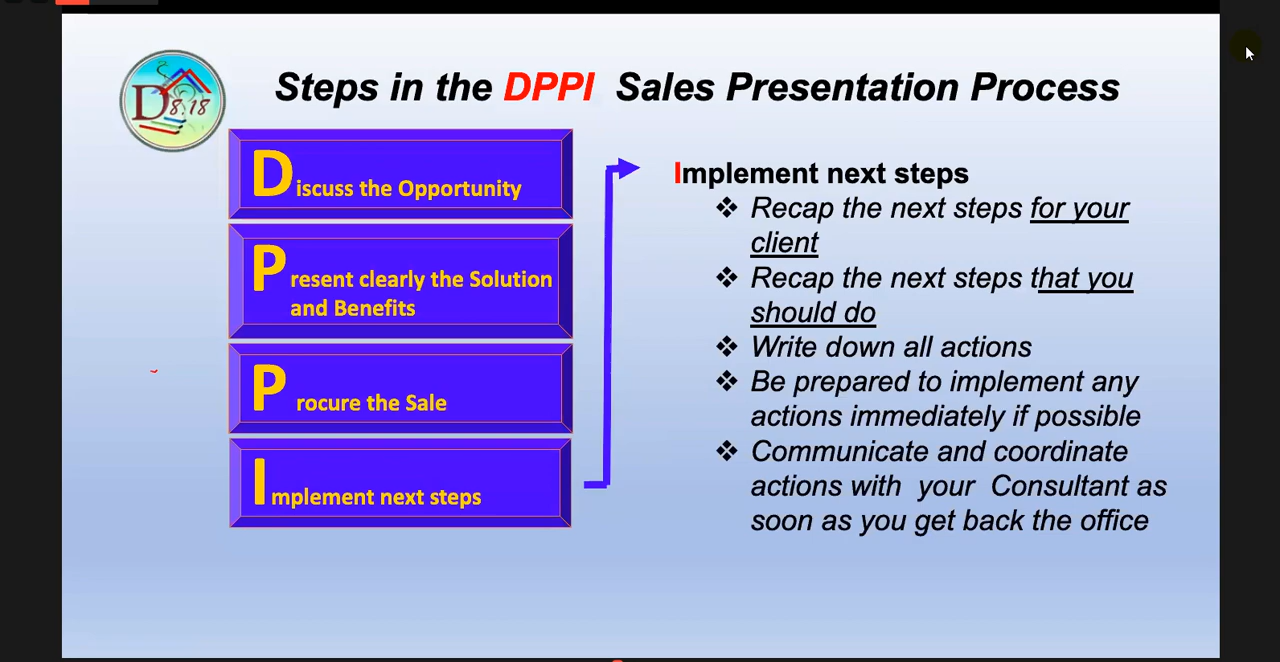 D8:18
Steps in the DPPI Sales Presentation Process
Discuss the Opportunity
Present clearly the Solution
and Benefits
Procure the Sale
Implement next steps
Implement next steps
❖ Recap the next steps for your
client
❖ Recap the next steps that you
should do
❖ Write down all actions
❖ Be prepared to implement any
actions immediately if possible
❖ Communicate and coordinate
actions with your Consultant as
soon as you get back the office